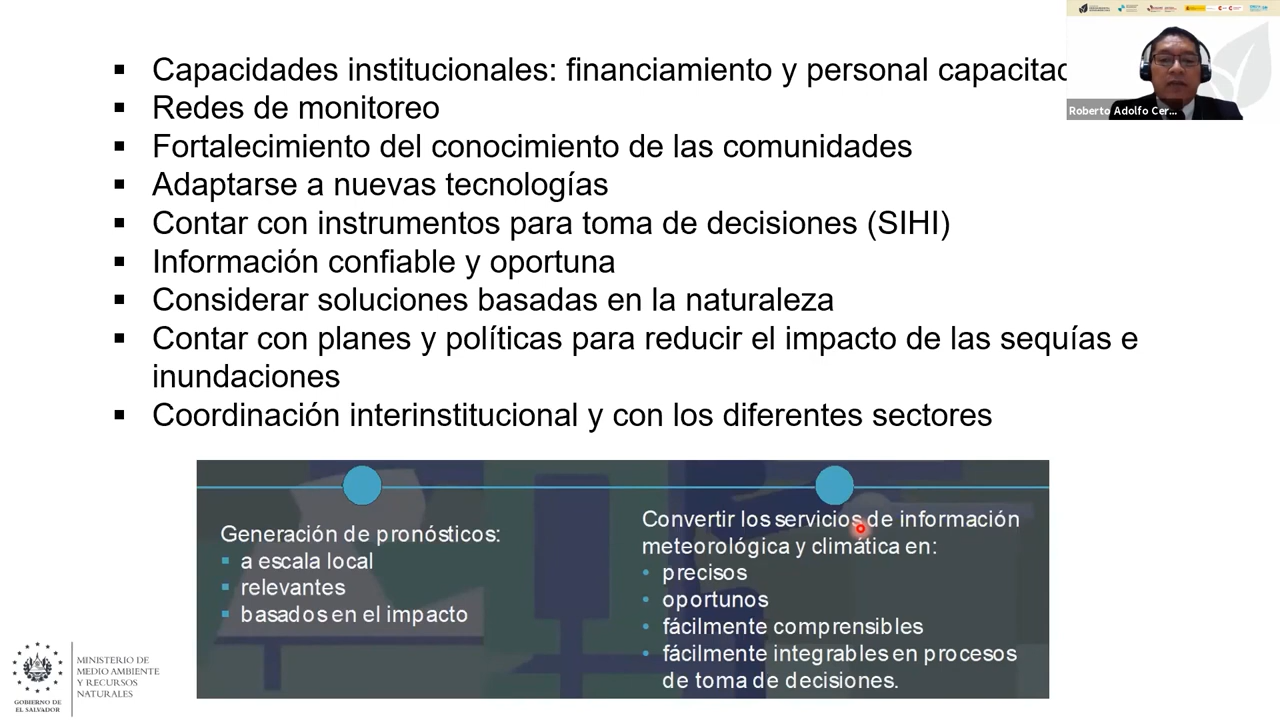 Capacidades institucionales: financiamiento y personal capacitad
Redes de monitoreo
Fortalecimiento del conocimiento de las comunidades
Adaptarse a nuevas tecnologías
Contar con instrumentos para toma de decisiones (SIHI)
Información confiable y oportuna
Considerar soluciones basadas en la naturaleza
Contar con planes y políticas para reducir el impacto de las sequías e
inundaciones
Coordinación interinstitucional y con los diferentes sectores
Roberto Adolfo Cer...
Generación de pronósticos:
a escala local
relevantes
basados en el impacto
Convertir los servicios de información
meteorológica y climática en:
precisos
oportunos
fácilmente comprensibles
fácilmente integrables en procesos
de toma de decisiones.
MINISTERIO DE
MEDIO AMBIENTE
Y RECURSOS
NATURALES
GOBIERNO DE
EL SALVADOR